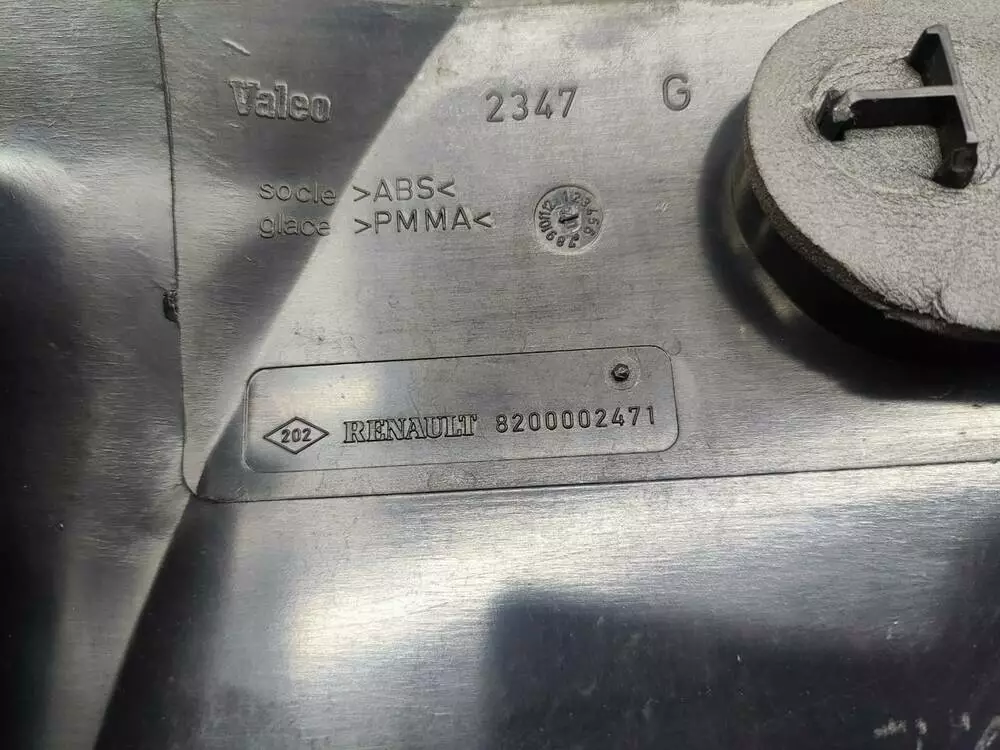 Valeo 2347 G
socle >ABS<
glace >PMMA<
202 RENAULT 8200002471